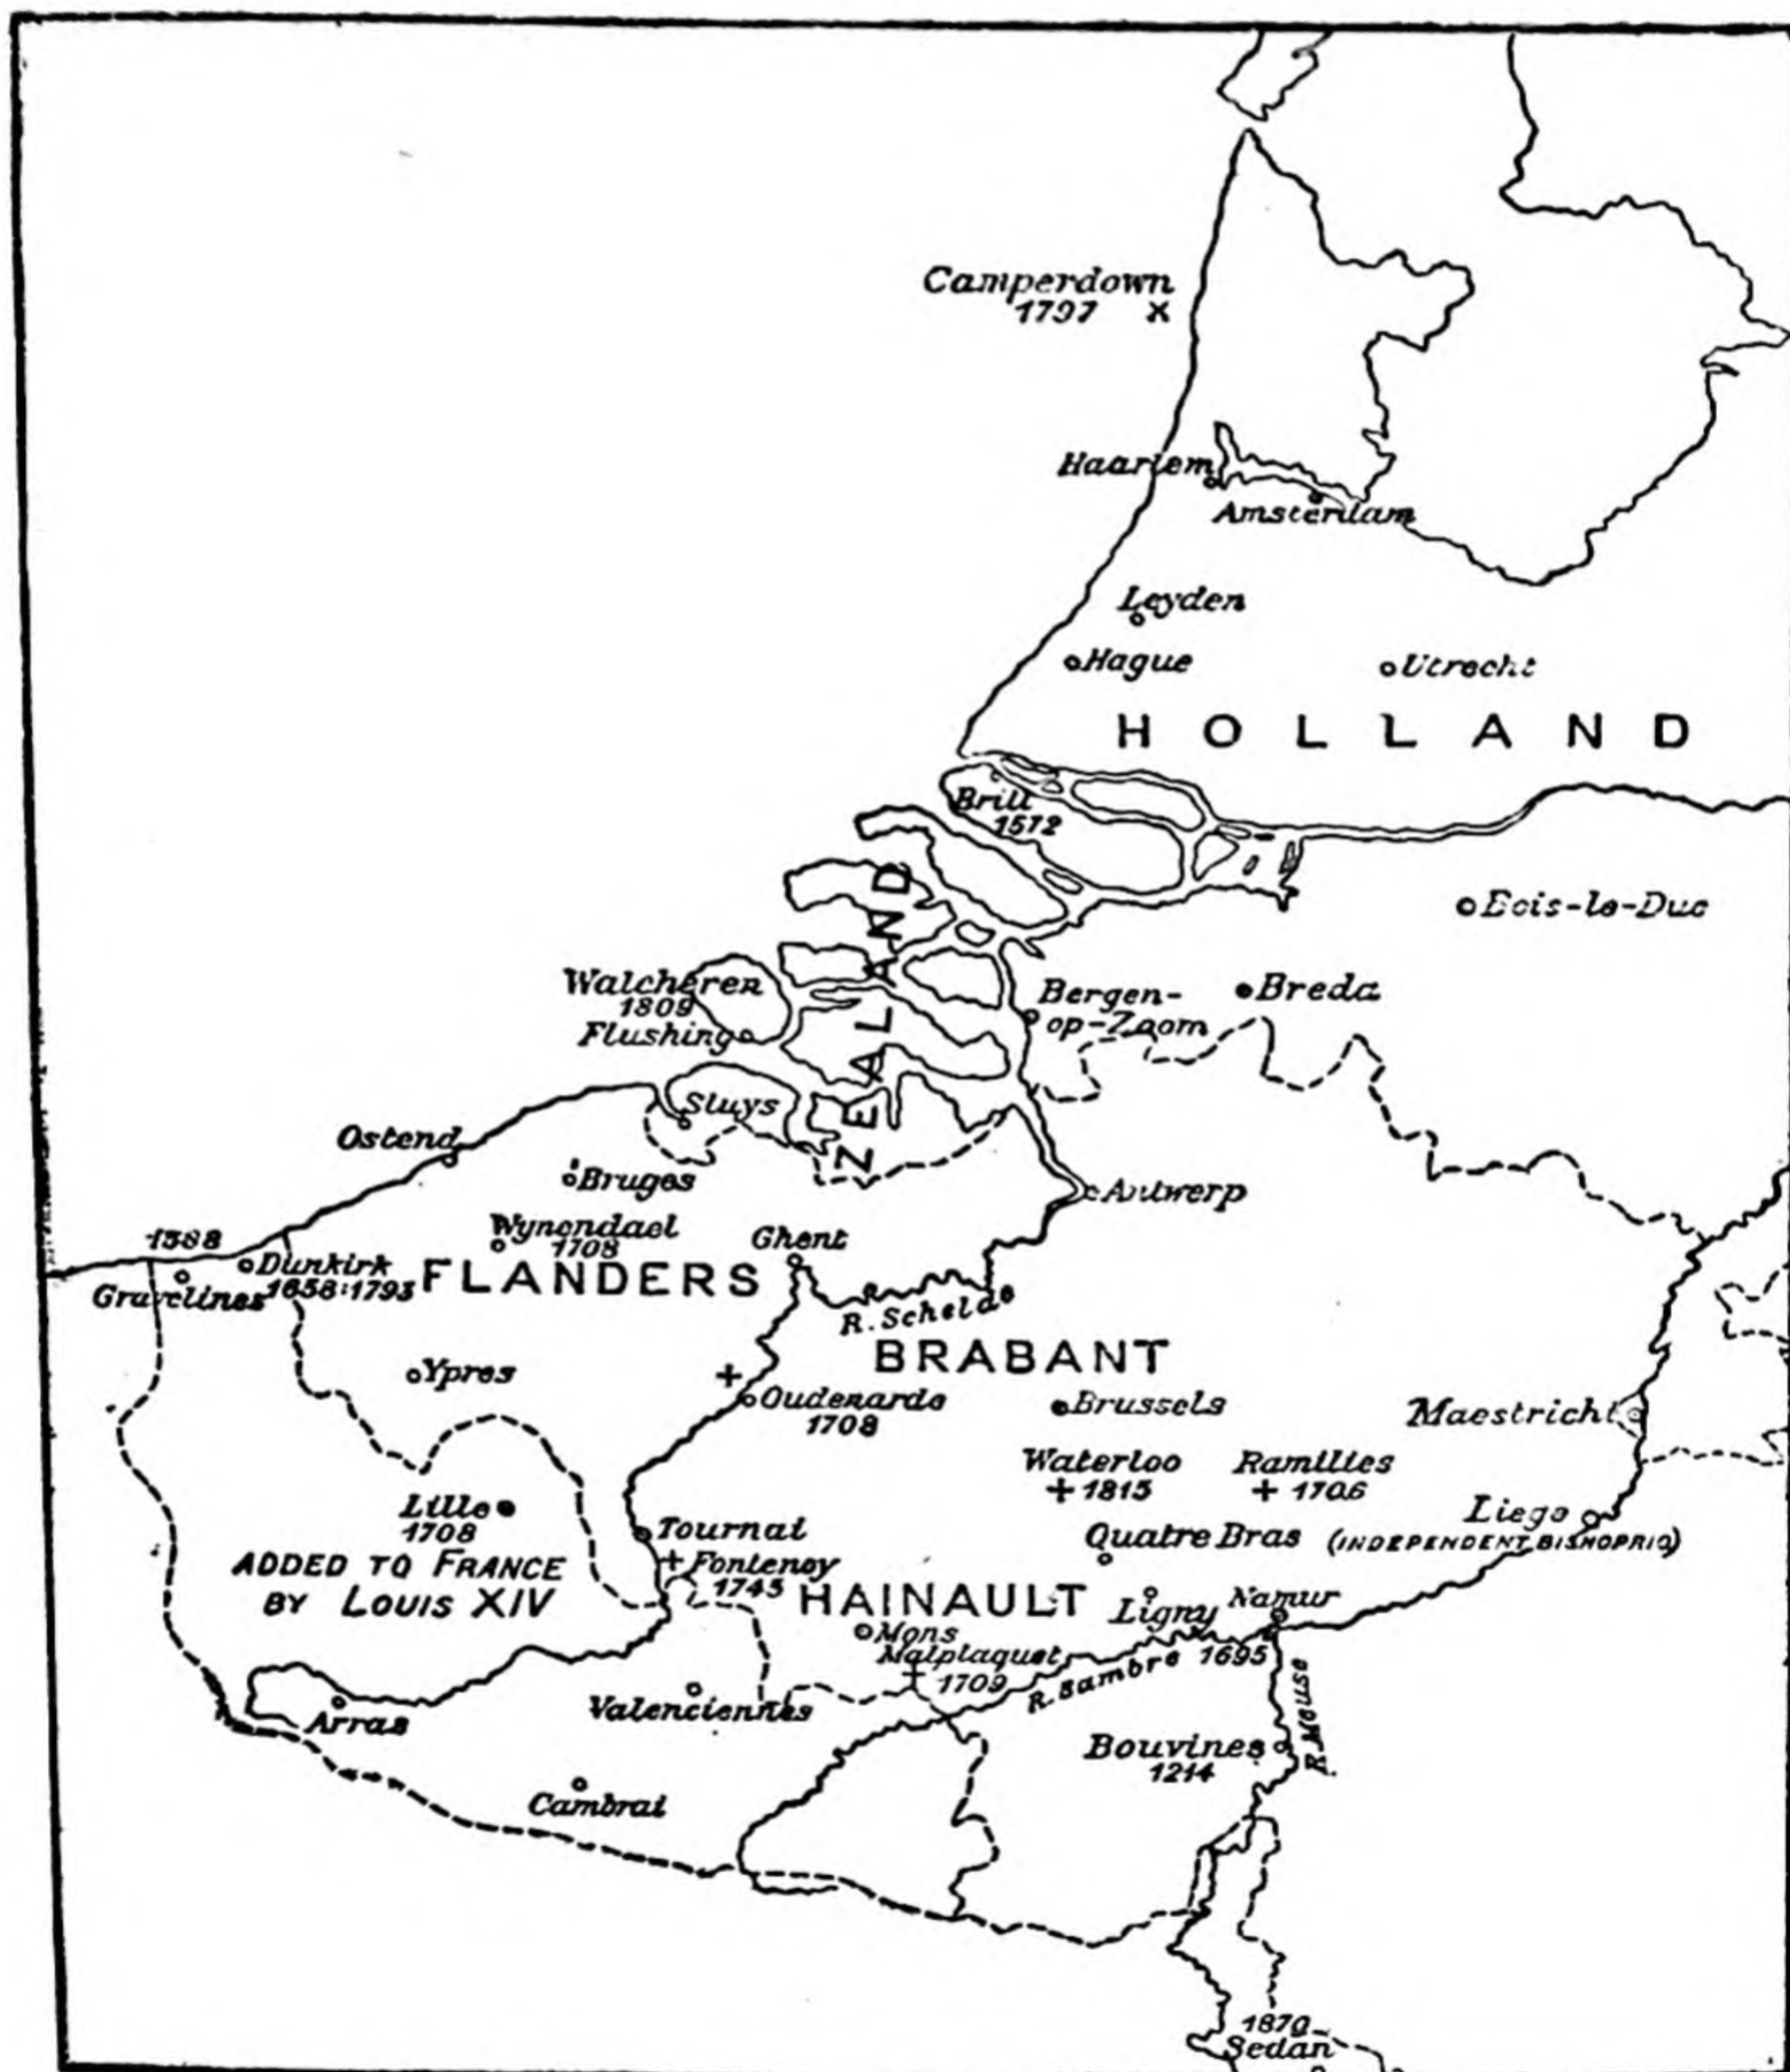 Camperdown
1797 x
Haarlem
Amsterdam
Leyden
Hague
Utrecht
HOLLAND
Brill
1572
ZEALAND
Bois-le-Duc
Walcheren
1809
Flushing
Bergen-
op-Zoom
Breda
Sluys
Ostend
Bruges
Antwerp
Wynendael
1708
Ghent
1588
Dunkirk
1658:1793
Gravelines
FLANDERS
R. Schelde
BRABANT
Ypres
Oudenarde
1708
Brussels
Maestricht
Waterloo
1815
Ramilies
1706
Lille
1708
Tournai
Liege
(INDEPENDENT BISHOPRIC)
Quatre Bras
ADDED TO FRANCE
BY LOUIS XIV
Fontenoy
1745
HAINAULT
Ligny
Namur
1695
Mons
Malplaquet
1709
R. Sambre
R. Meuse
Valenciennes
Arras
Bouvines
1214
Cambrai
1870
Sedan